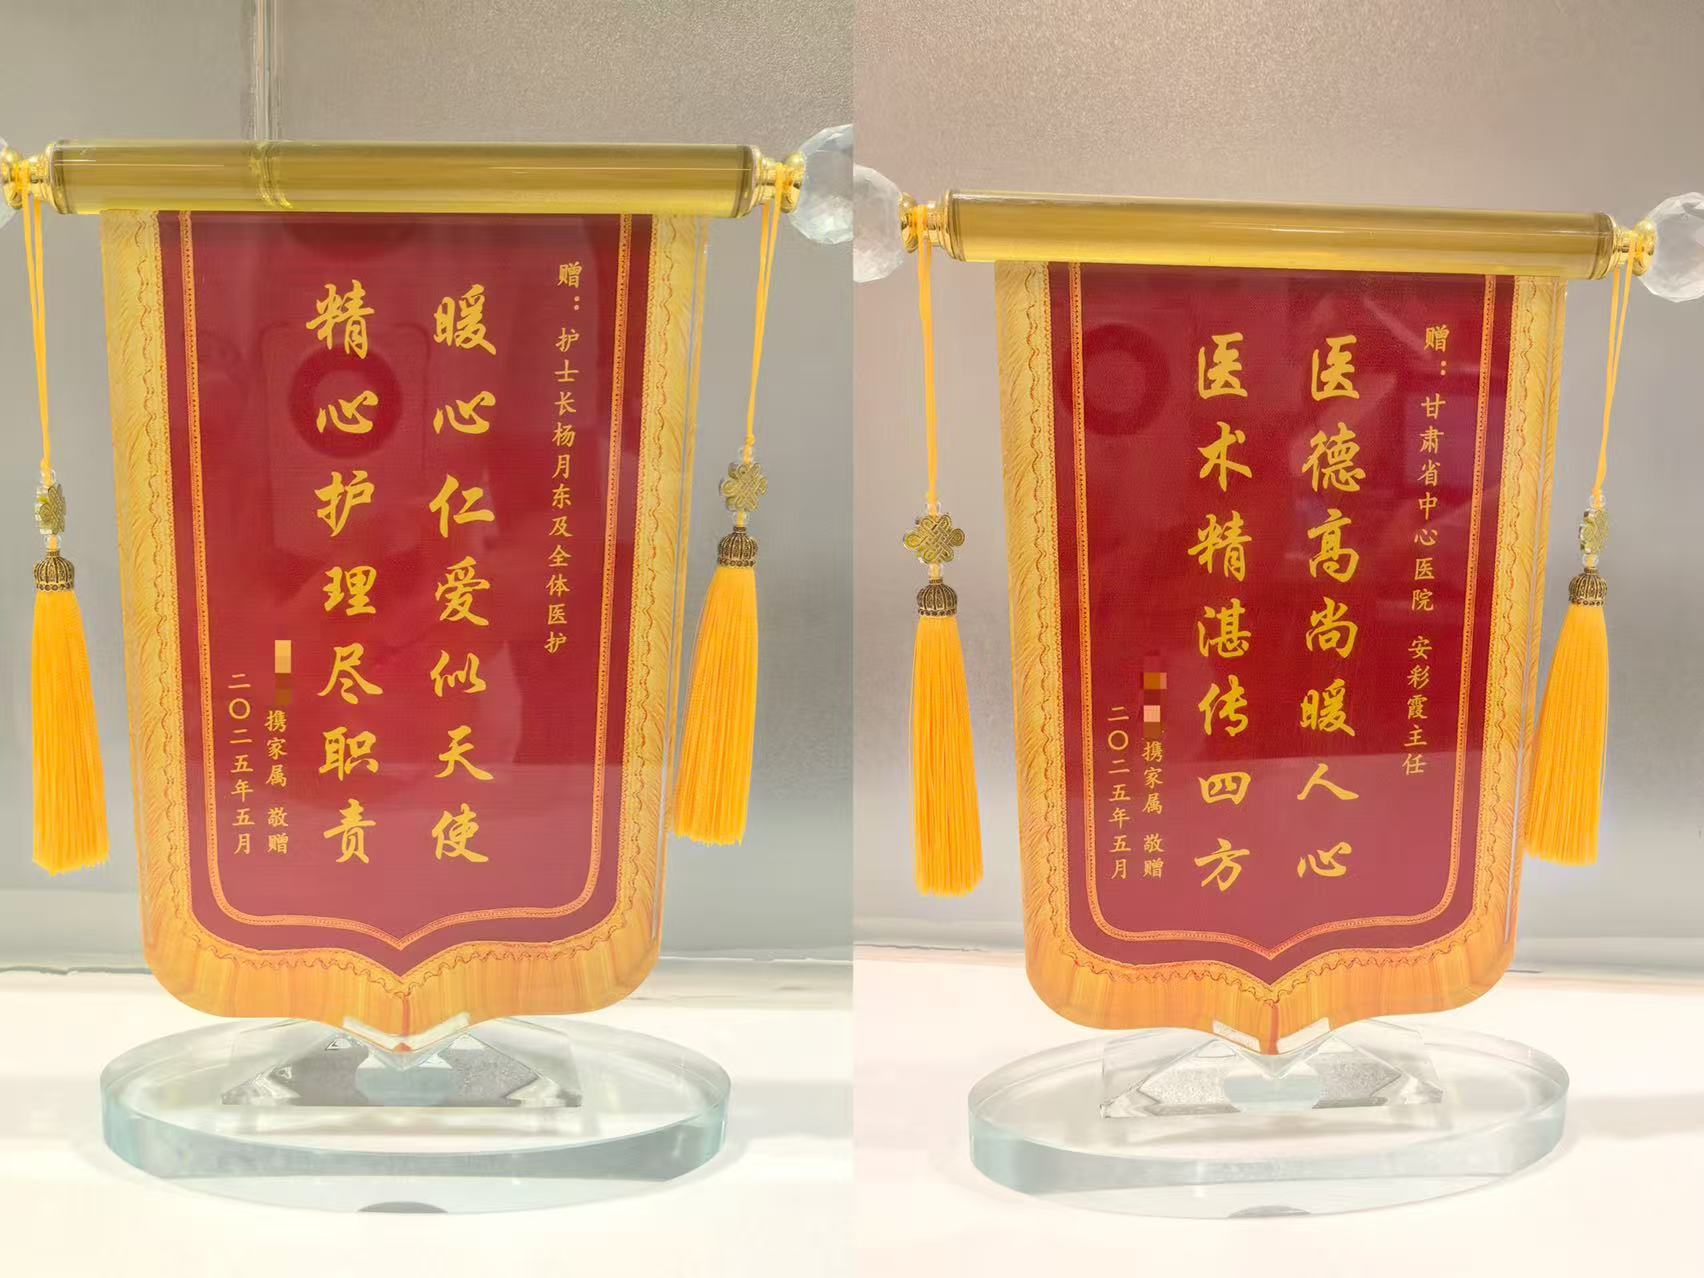 赠：护士长杨月东及全体医护
暖心仁爱似天使
精心护理尽职责
携家属 敬赠
二〇二五年五月
赠：甘肃省中心医院 安彩霞主任
医德高尚暖人心
医术精湛传四方
携家属 敬赠
二〇二五年五月